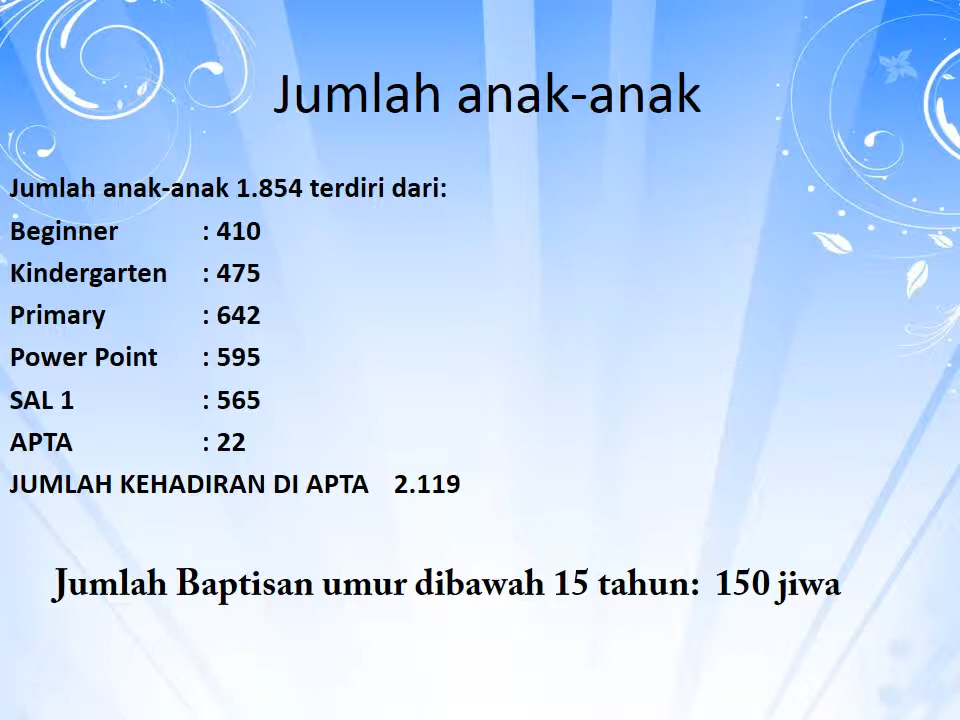 Jumlah anak-anak
Jumlah anak-anak 1.854 terdiri dari:
Beginner : 410
Kindergarten : 475
Primary : 642
Power Point : 595
SAL 1 : 565
APTA : 22
JUMLAH KEHADIRAN DI APTA 2.119
Jumlah Baptisan umur dibawah 15 tahun: 150 jiwa